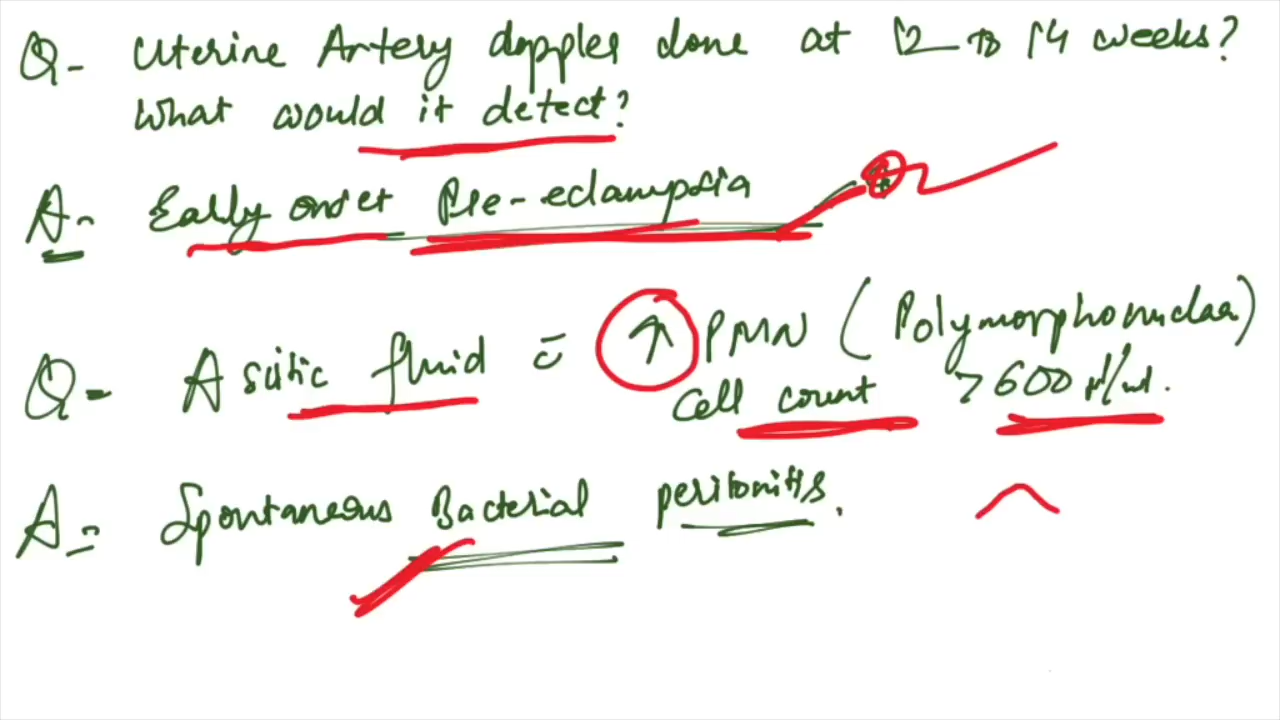 Q- Uterine Artery doppler done at 12 to 14 weeks?
What would it detect?
A- Early onset Pre-eclampsia
Q- Ascitic fluid c̄ ↑ PMN (Polymorphonuclear)
Cell count >600
A- Spontaneous Bacterial peritonitis.